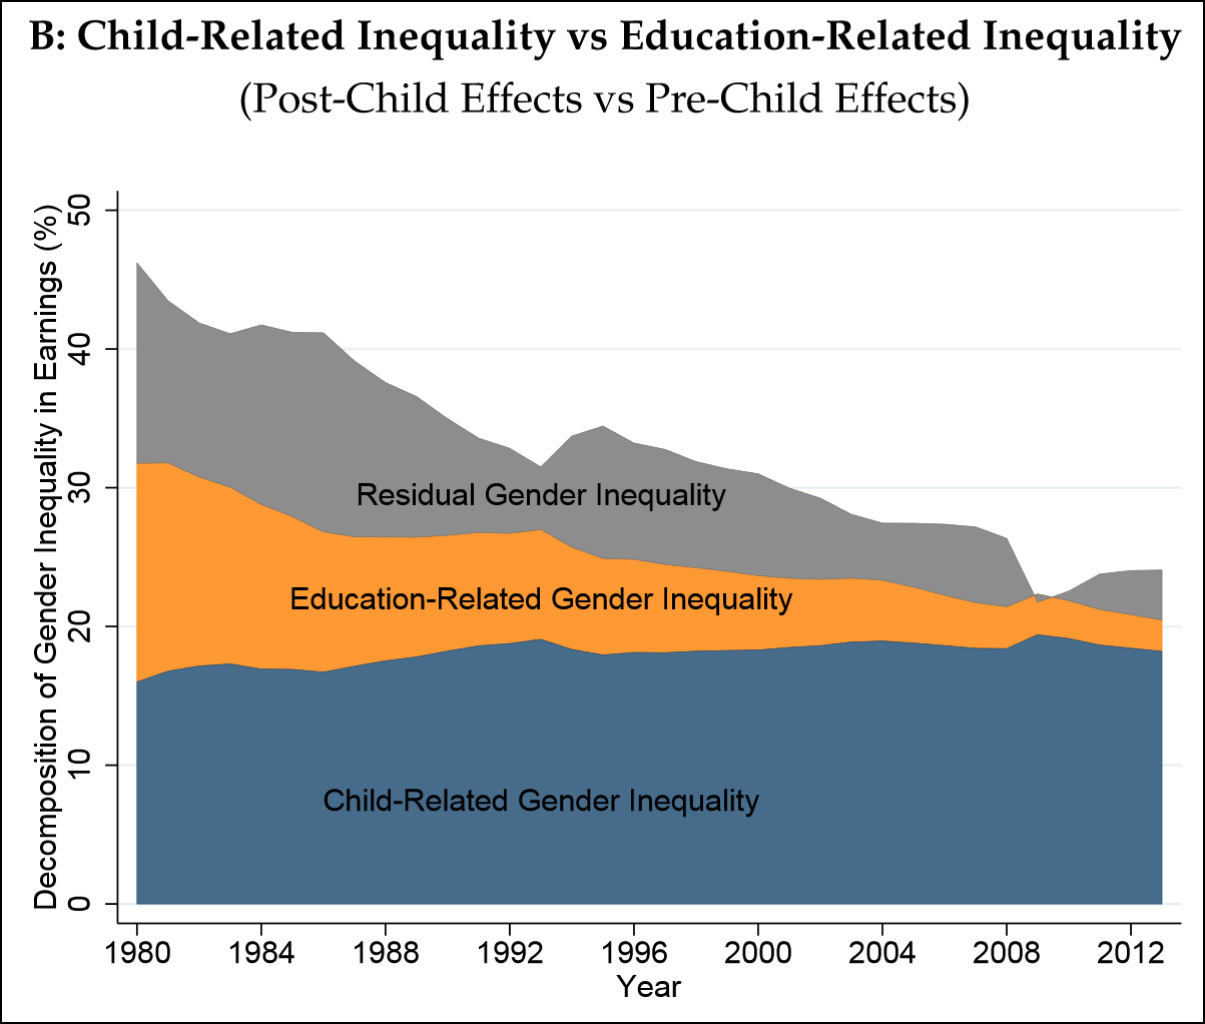 B: Child-Related Inequality vs Education-Related Inequality
(Post-Child Effects vs Pre-Child Effects)
Decomposition of Gender Inequality in Earnings (%)
50
40
30
20
10
0
Residual Gender Inequality
Education-Related Gender Inequality
Child-Related Gender Inequality
1980 1984 1988 1992 1996 2000 2004 2008 2012
Year